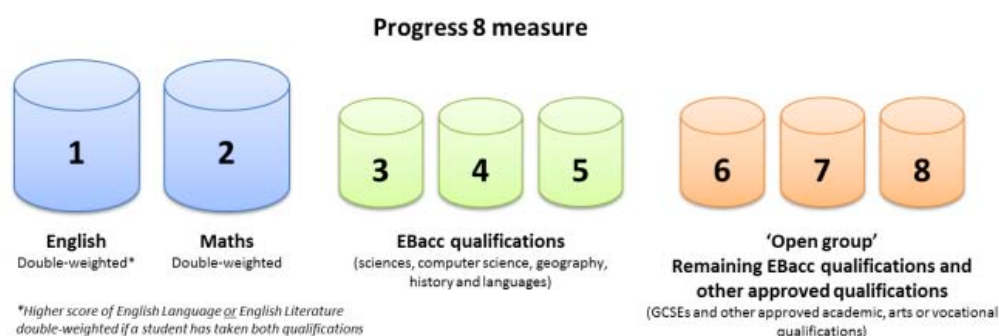 Progress 8 measure
1
2
3
4
5
6
7
8
English
Double-weighted*
Maths
Double-weighted
EBacc qualifications
(sciences, computer science, geography,
history and languages)
'Open group'
Remaining EBacc qualifications and
other approved qualifications
(GCSEs and other approved academic, arts or vocational
qualifications)
*Higher score of English Language or English Literature
double-weighted if a student has taken both qualifications